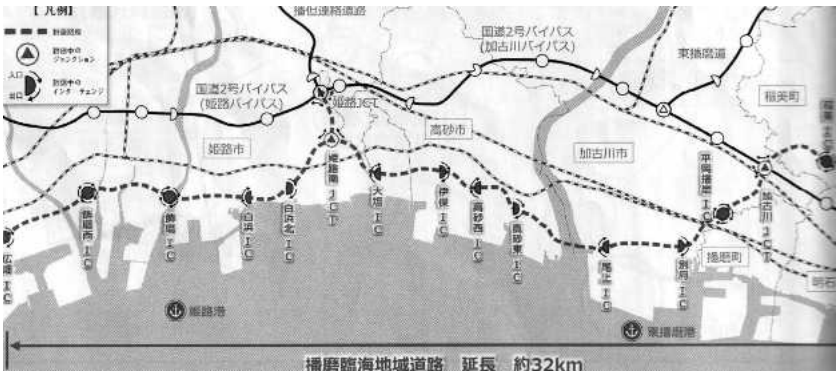 【 凡例】
計画路線
計画中の
ジャンクション
入口
出口
計画中の
インターチェンジ
播但連絡道路
国道2号バイパス
(加古川バイパス)
東播磨道
国道2号バイパス
(姫路バイパス)
姫路JCT
稲美町
高砂市
姫路市
加古川市
広畑IC
飾磨西IC
飾磨IC
白浜IC
白浜北IC
姫路南JCT
大塩IC
伊保IC
高砂西IC
高砂東IC
尾上IC
別府IC
平岡播磨IC
加古川JCT
播磨町
明石
姫路港
東播磨港
播磨臨海地域道路 延長 約32km